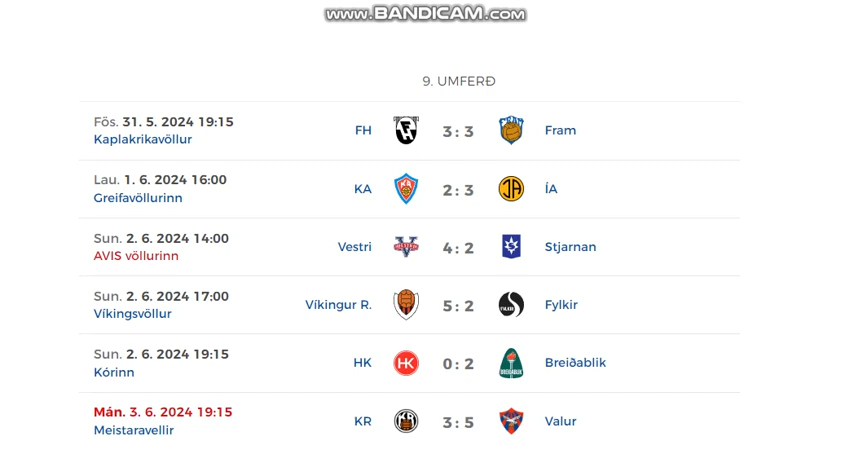 www.BANDICAM.com
9. UMFERÐ
Fös. 31. 5. 2024 19:15
Kaplakrikavöllur
FH 3 : 3 Fram
Lau. 1. 6. 2024 16:00
Greifavöllurinn
KA 2 : 3 ÍA
Sun. 2. 6. 2024 14:00
AVIS völlurinn
Vestri 4 : 2 Stjarnan
Sun. 2. 6. 2024 17:00
Víkingsvöllur
Víkingur R. 5 : 2 Fylkir
Sun. 2. 6. 2024 19:15
Kórinn
HK 0 : 2 Breiðablik
Mán. 3. 6. 2024 19:15
Meistaravellir
KR 3 : 5 Valur